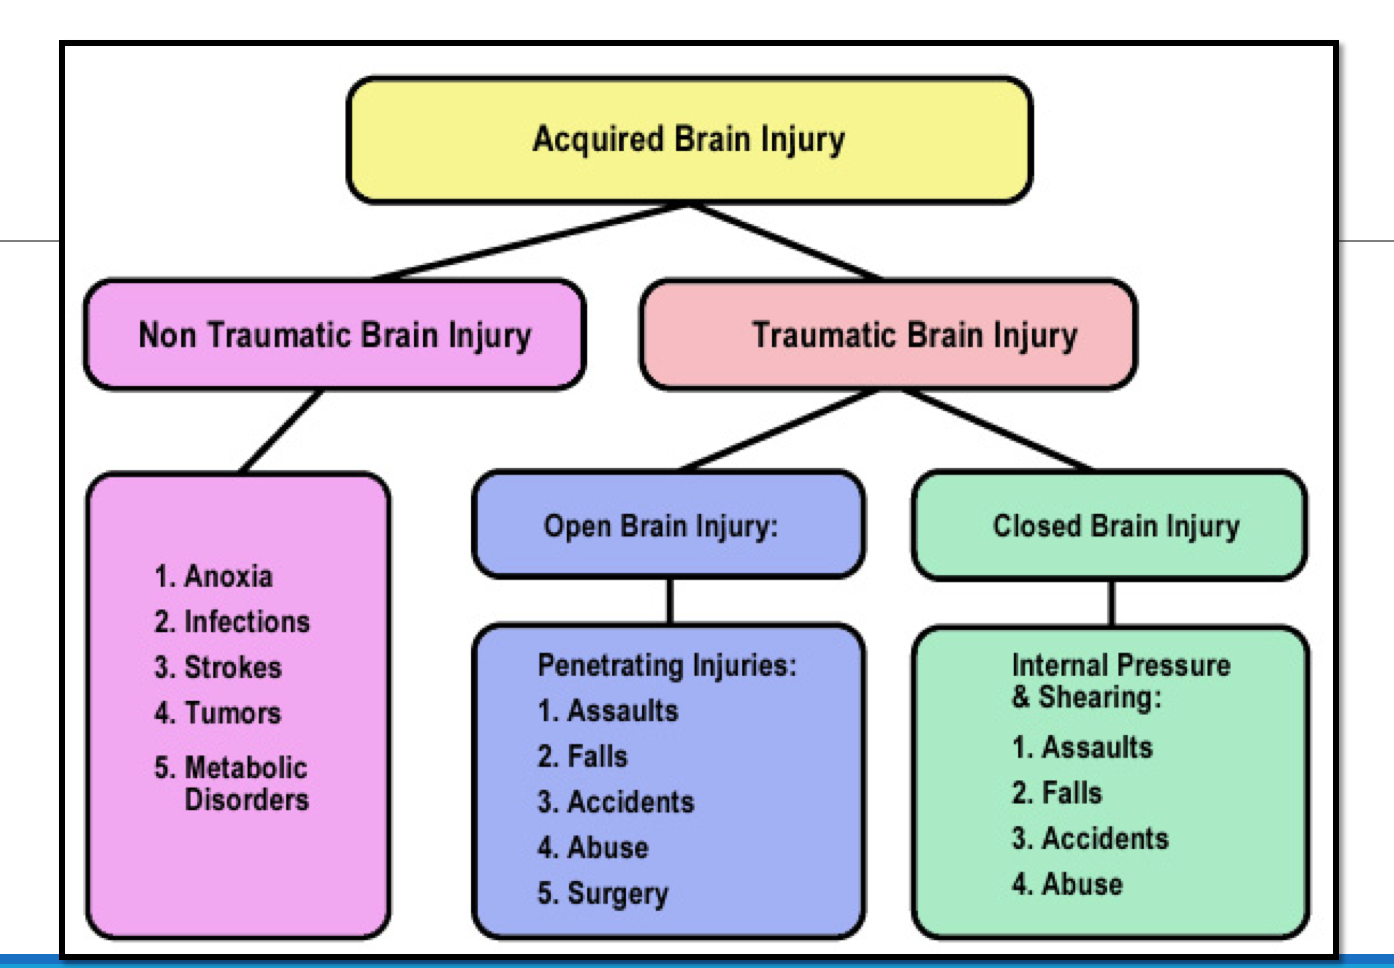 Acquired Brain Injury
Non Traumatic Brain Injury
Traumatic Brain Injury
1. Anoxia
2. Infections
3. Strokes
4. Tumors
5. Metabolic
Disorders
Open Brain Injury:
Penetrating Injuries:
1. Assaults
2. Falls
3. Accidents
4. Abuse
5. Surgery
Closed Brain Injury
Internal Pressure
& Shearing:
1. Assaults
2. Falls
3. Accidents
4. Abuse